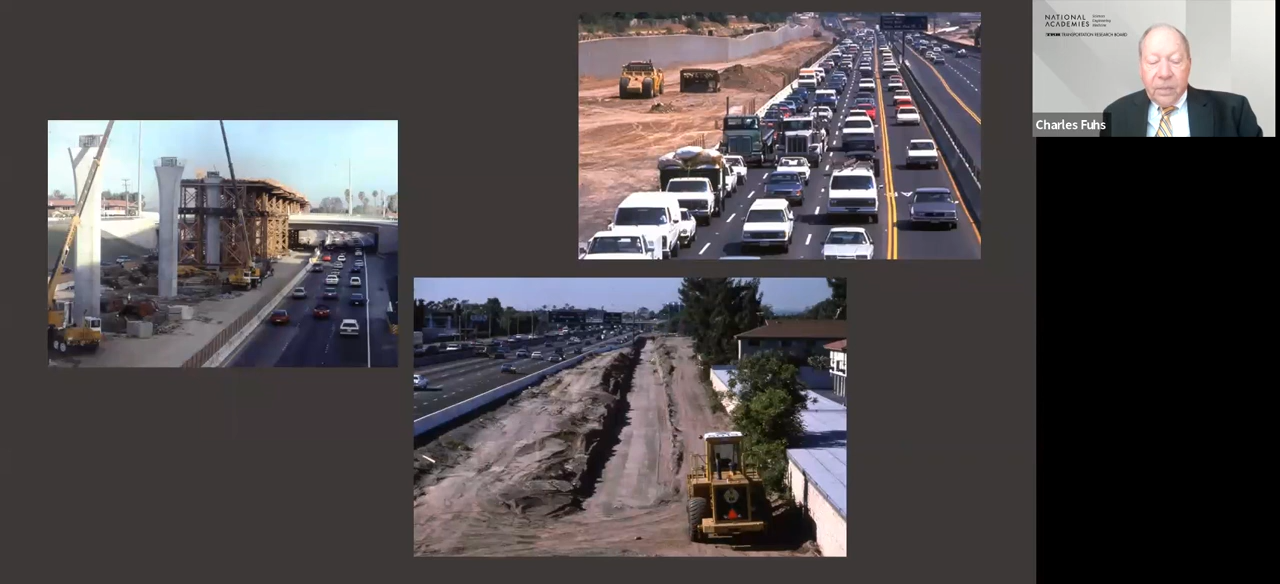 NATIONAL
ACADEMIES
Sciences
Engineering
Medicine
TRANSPORTATION RESEARCH BOARD
Charles Fuhs